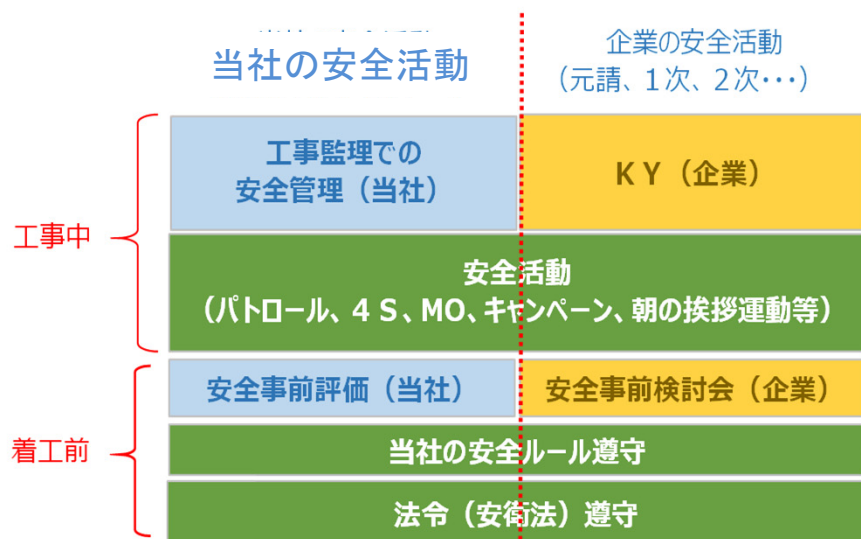 当社の安全活動
企業の安全活動
（元請、１次、２次・・・）
工事中
工事監理での
安全管理（当社）
ＫＹ（企業）
安全活動
（パトロール、４Ｓ、MO、キャンペーン、朝の挨拶運動等）
着工前
安全事前評価（当社）
安全事前検討会（企業）
当社の安全ルール遵守
法令（安衛法）遵守